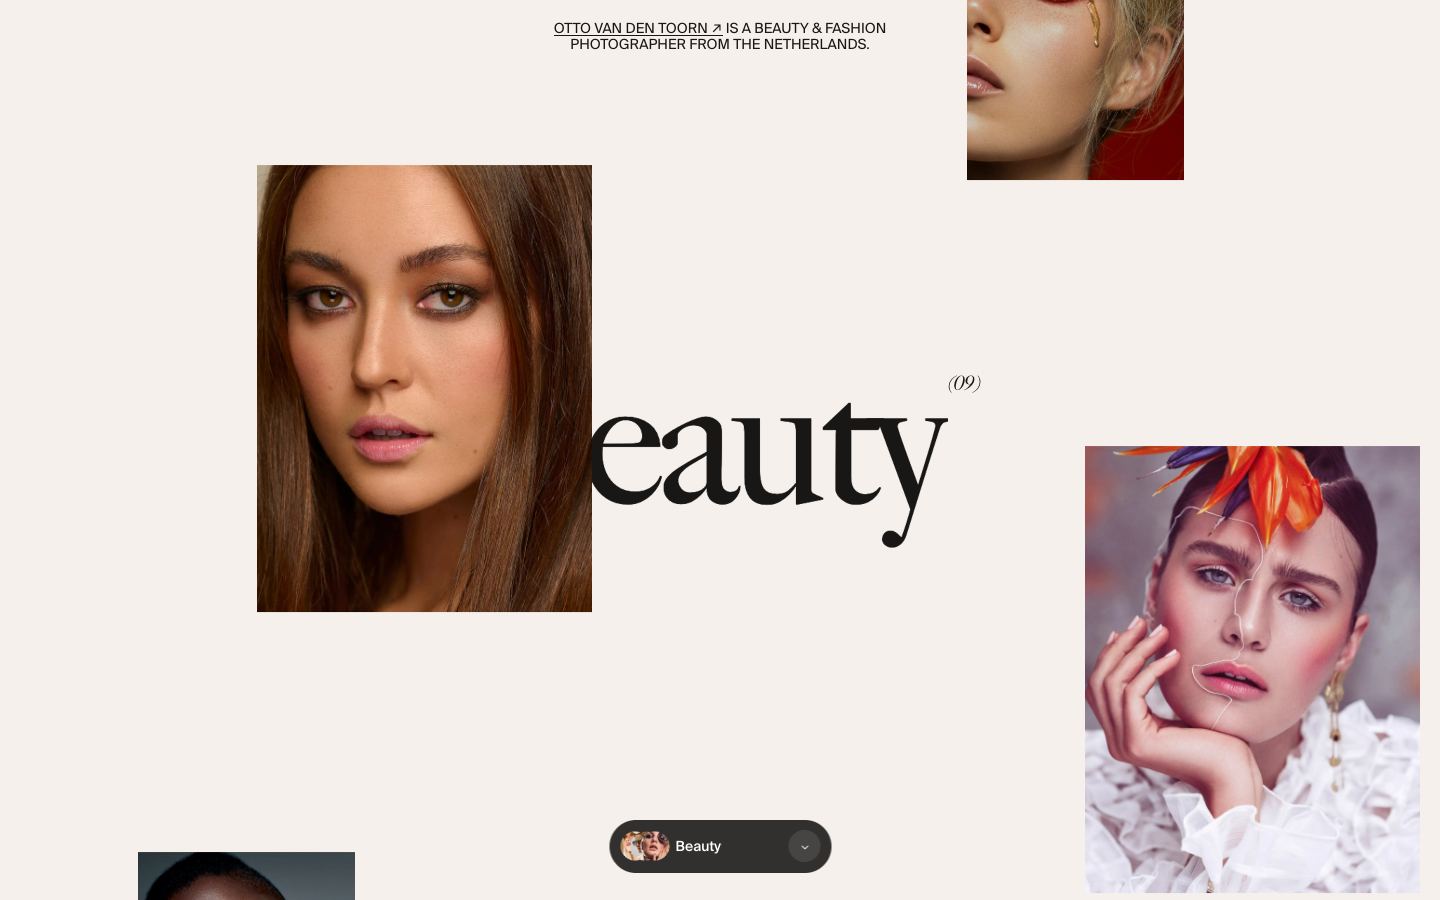 OTTO VAN DEN TOORN ↗ IS A BEAUTY & FASHION
PHOTOGRAPHER FROM THE NETHERLANDS.
(09)
eauty
Beauty